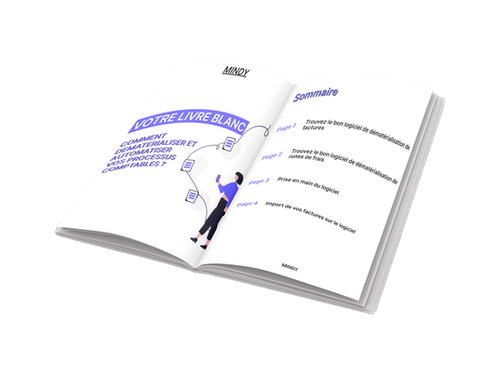 MINDY
VOTRE LIVRE BLANC
COMMENT
DEMATERIALISER ET
AUTOMATISER
VOS PROCESSUS
COMPTABLES ?
Sommaire
Page 1 Trouvez le bon logiciel de dématérialisation de
factures
Page 2 Trouvez le bon logiciel de dématérialisation de
notes de frais
Page 3 Prise en main du logiciel
Page 4 Import de vos factures sur le logiciel
MINDY